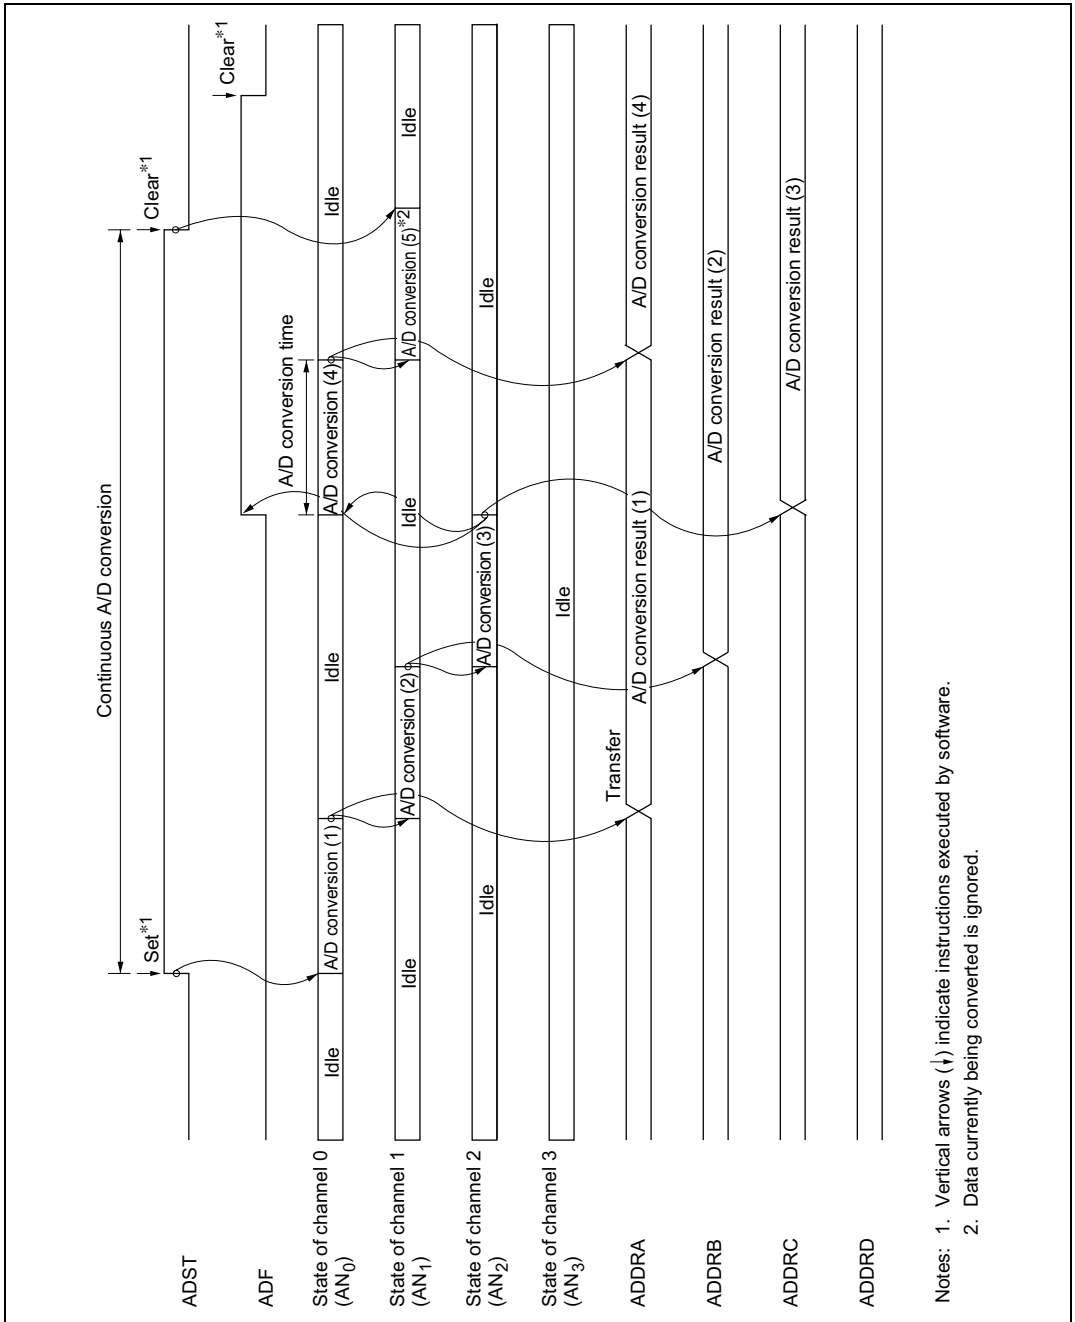 Continuous A/D conversion
Set*1
Clear*1
Clear*1
ADST
ADF
A/D conversion time
State of channel 0
(AN0)
Idle
A/D conversion (1)
Idle
A/D conversion (4)
Idle
State of channel 1
(AN1)
Idle
A/D conversion (2)
Idle
A/D conversion (5)*2
Idle
State of channel 2
(AN2)
Idle
A/D conversion (3)
Idle
State of channel 3
(AN3)
Idle
Transfer
ADDRA
A/D conversion result (1)
A/D conversion result (4)
ADDRB
A/D conversion result (2)
ADDRC
A/D conversion result (3)
ADDRD
Notes: 1. Vertical arrows (↓) indicate instructions executed by software.
2. Data currently being converted is ignored.